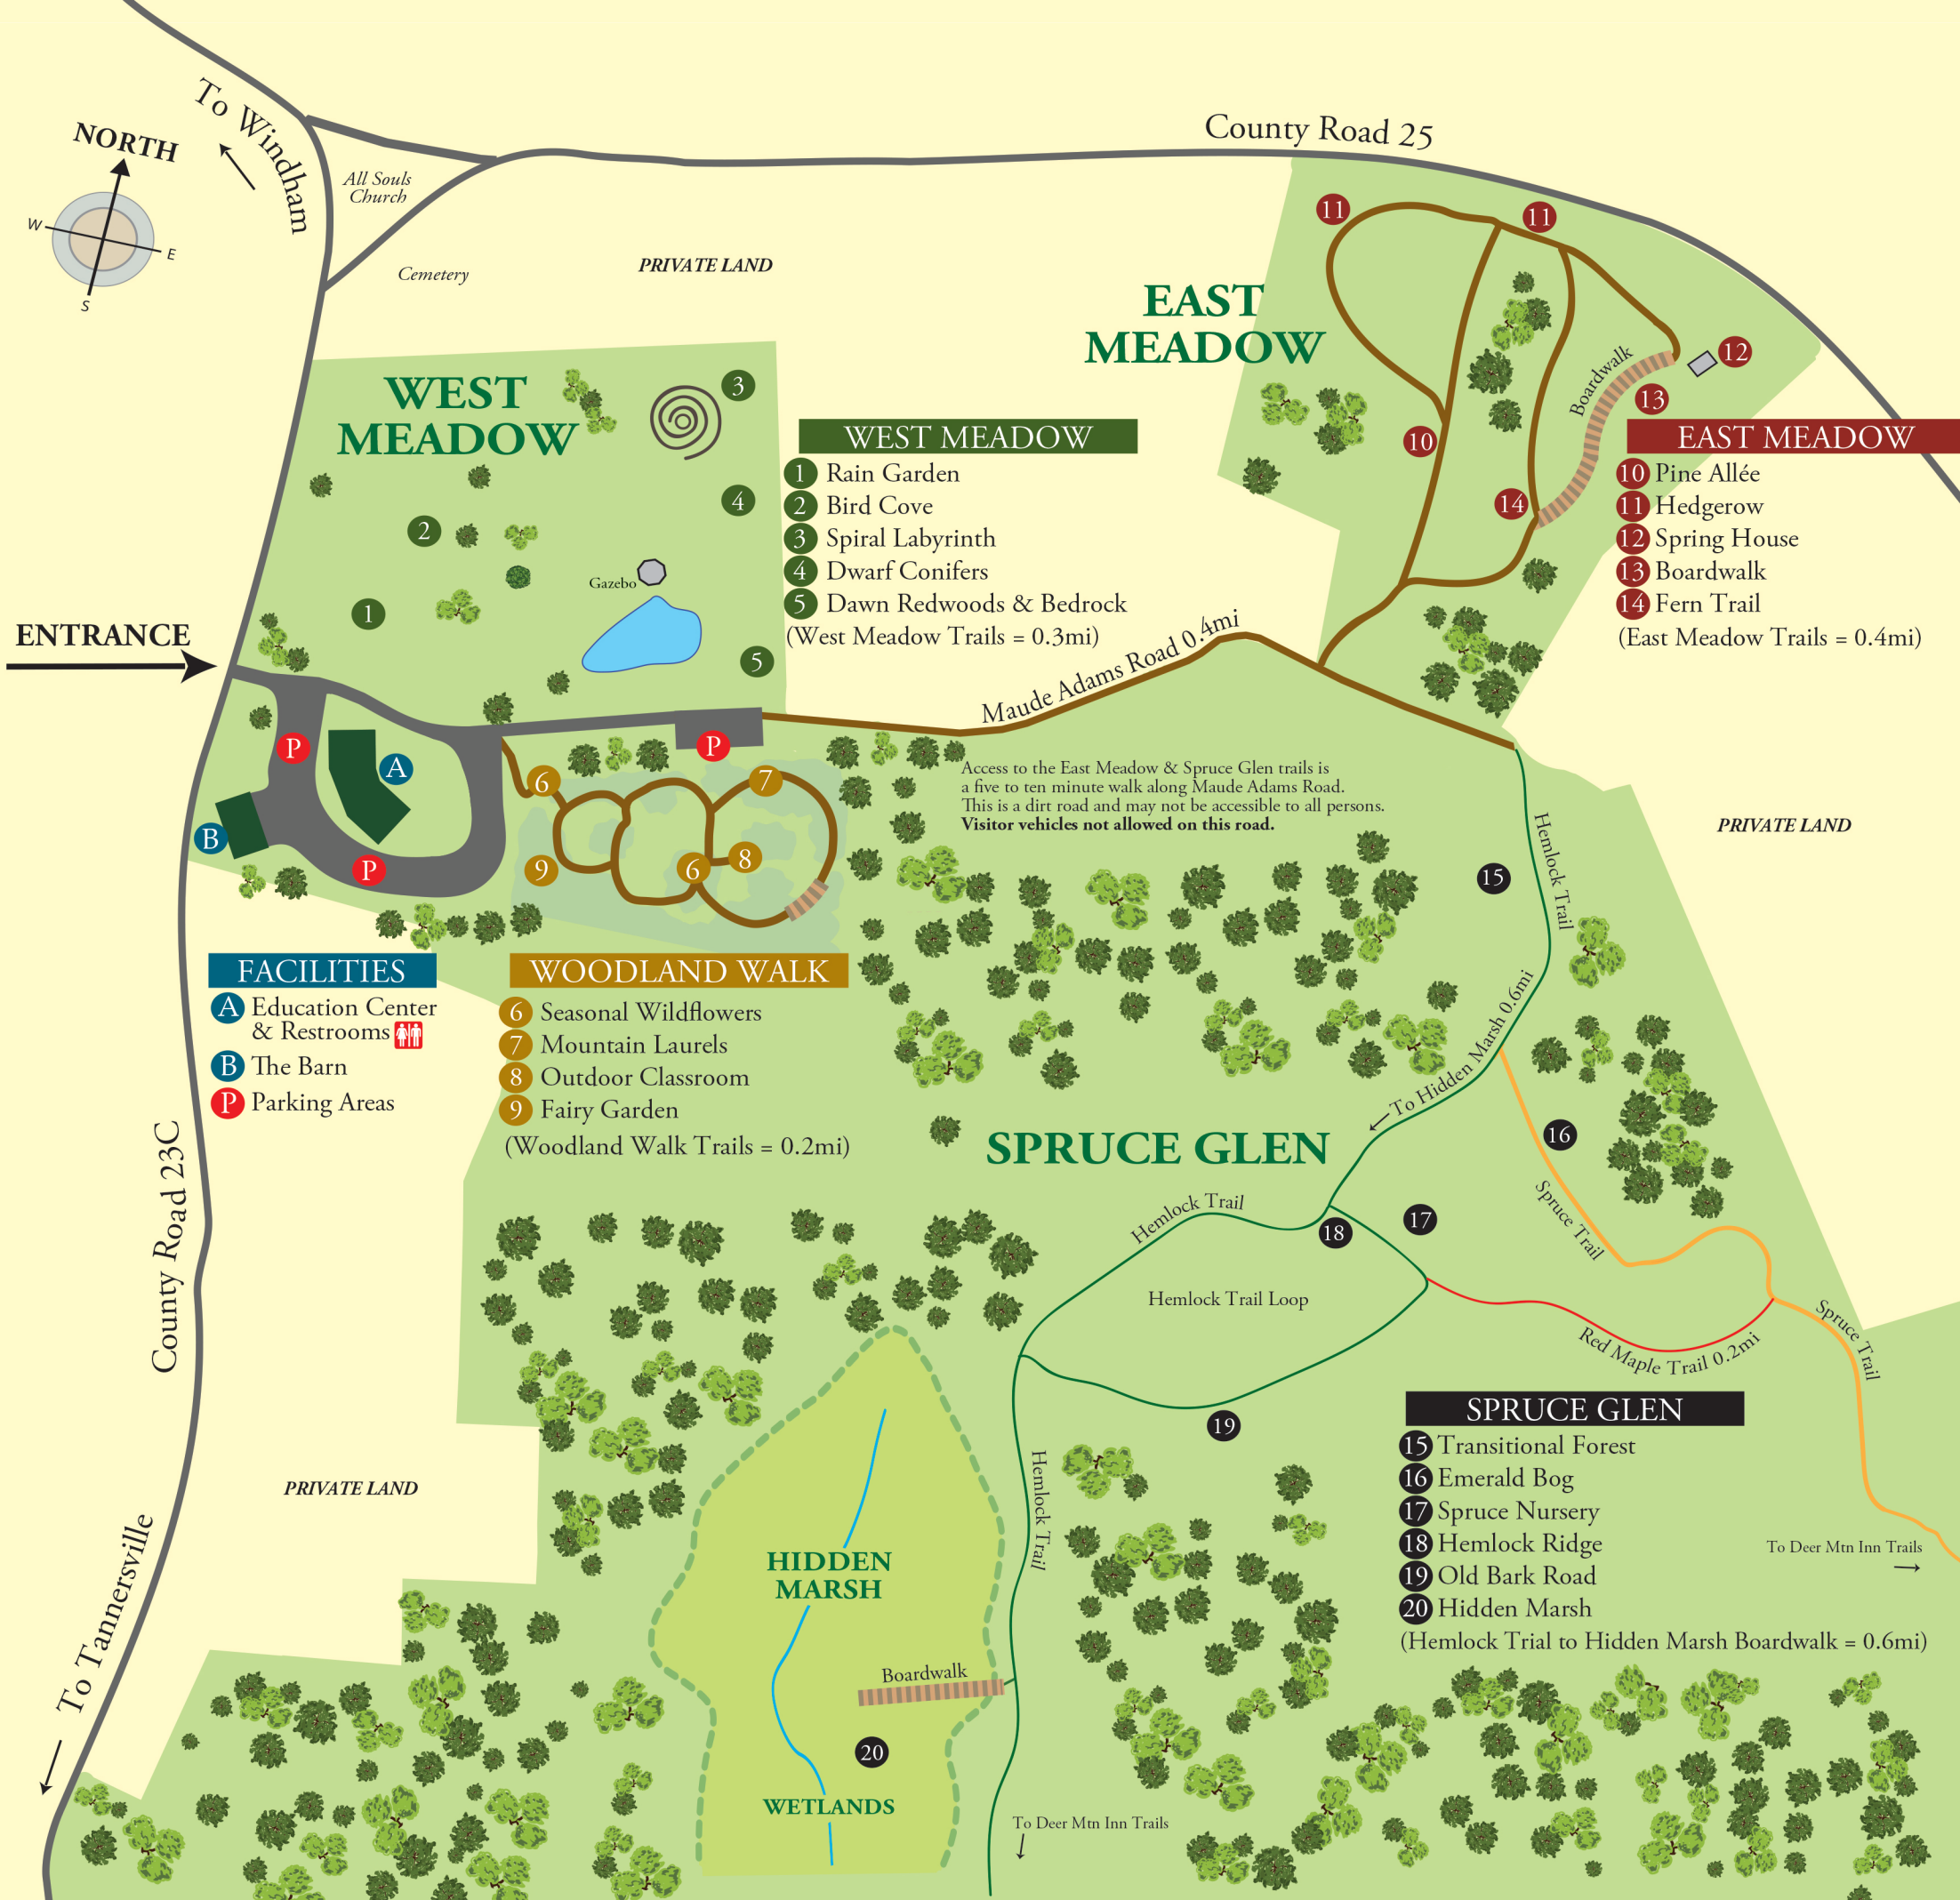 To Windham
NORTH
W
E
S
All Souls
Church
Cemetery
PRIVATE LAND
County Road 25
EAST
MEADOW
11
11
12
13
10
14
Boardwalk
WEST
MEADOW
3
4
2
1
5
Gazebo
ENTRANCE
WEST MEADOW
1 Rain Garden
2 Bird Cove
3 Spiral Labyrinth
4 Dwarf Conifers
5 Dawn Redwoods & Bedrock
(West Meadow Trails = 0.3mi)
EAST MEADOW
10 Pine Allée
11 Hedgerow
12 Spring House
13 Boardwalk
14 Fern Trail
(East Meadow Trails = 0.4mi)
Maude Adams Road 0.4mi
P
A
B
P
P
6
7
8
6
9
Access to the East Meadow & Spruce Glen trails is
a five to ten minute walk along Maude Adams Road.
This is a dirt road and may not be accessible to all persons.
Visitor vehicles not allowed on this road.
PRIVATE LAND
Hemlock Trail
15
FACILITIES
A Education Center
& Restrooms
B The Barn
P Parking Areas
WOODLAND WALK
6 Seasonal Wildflowers
7 Mountain Laurels
8 Outdoor Classroom
9 Fairy Garden
(Woodland Walk Trails = 0.2mi)
To Hidden Marsh 0.6mi
SPRUCE GLEN
16
Spruce Trail
17
18
Hemlock Trail
Hemlock Trail Loop
Red Maple Trail 0.2mi
Spruce Trail
19
Hemlock Trail
County Road 23C
PRIVATE LAND
To Tannersville
SPRUCE GLEN
15 Transitional Forest
16 Emerald Bog
17 Spruce Nursery
18 Hemlock Ridge
19 Old Bark Road
20 Hidden Marsh
(Hemlock Trial to Hidden Marsh Boardwalk = 0.6mi)
To Deer Mtn Inn Trails
HIDDEN
MARSH
Boardwalk
20
WETLANDS
To Deer Mtn Inn Trails